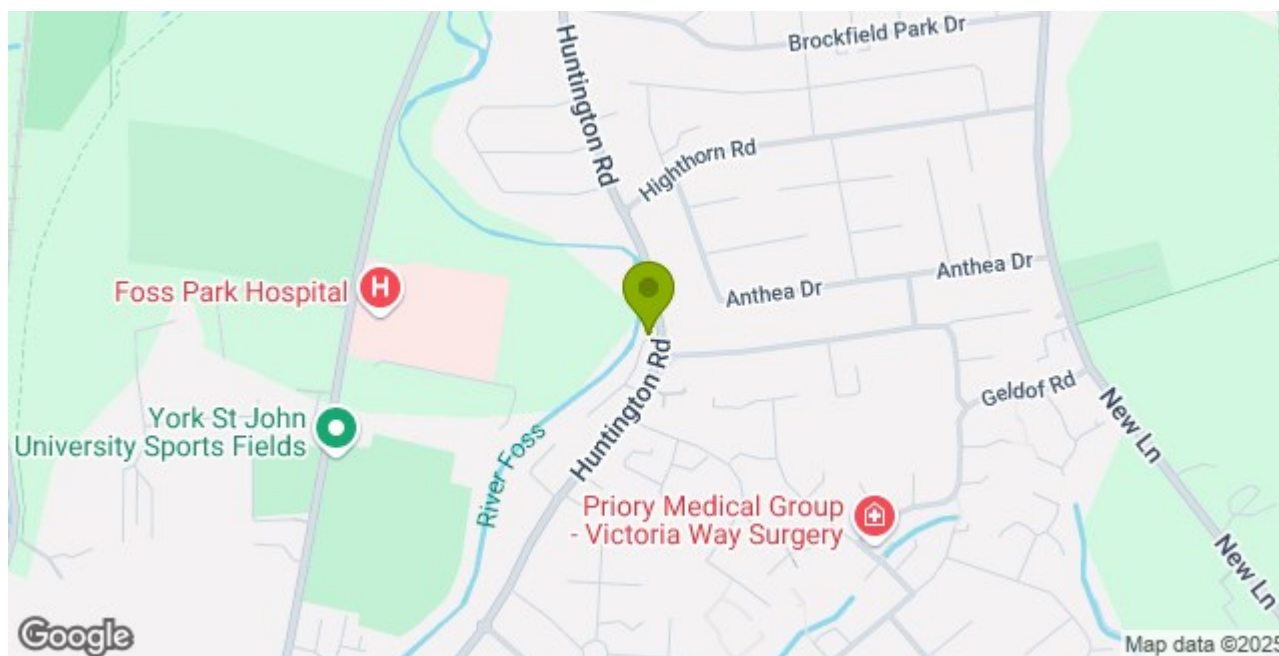 Brockfield Park Dr
Huntington Rd
Highthorn Rd
Foss Park Hospital
H
Anthea Dr
Anthea Dr
Geldof Rd
New Ln
York St John
University Sports Fields
Huntington Rd
River Foss
Priory Medical Group
- Victoria Way Surgery
New Ln
Google
Map data ©2025